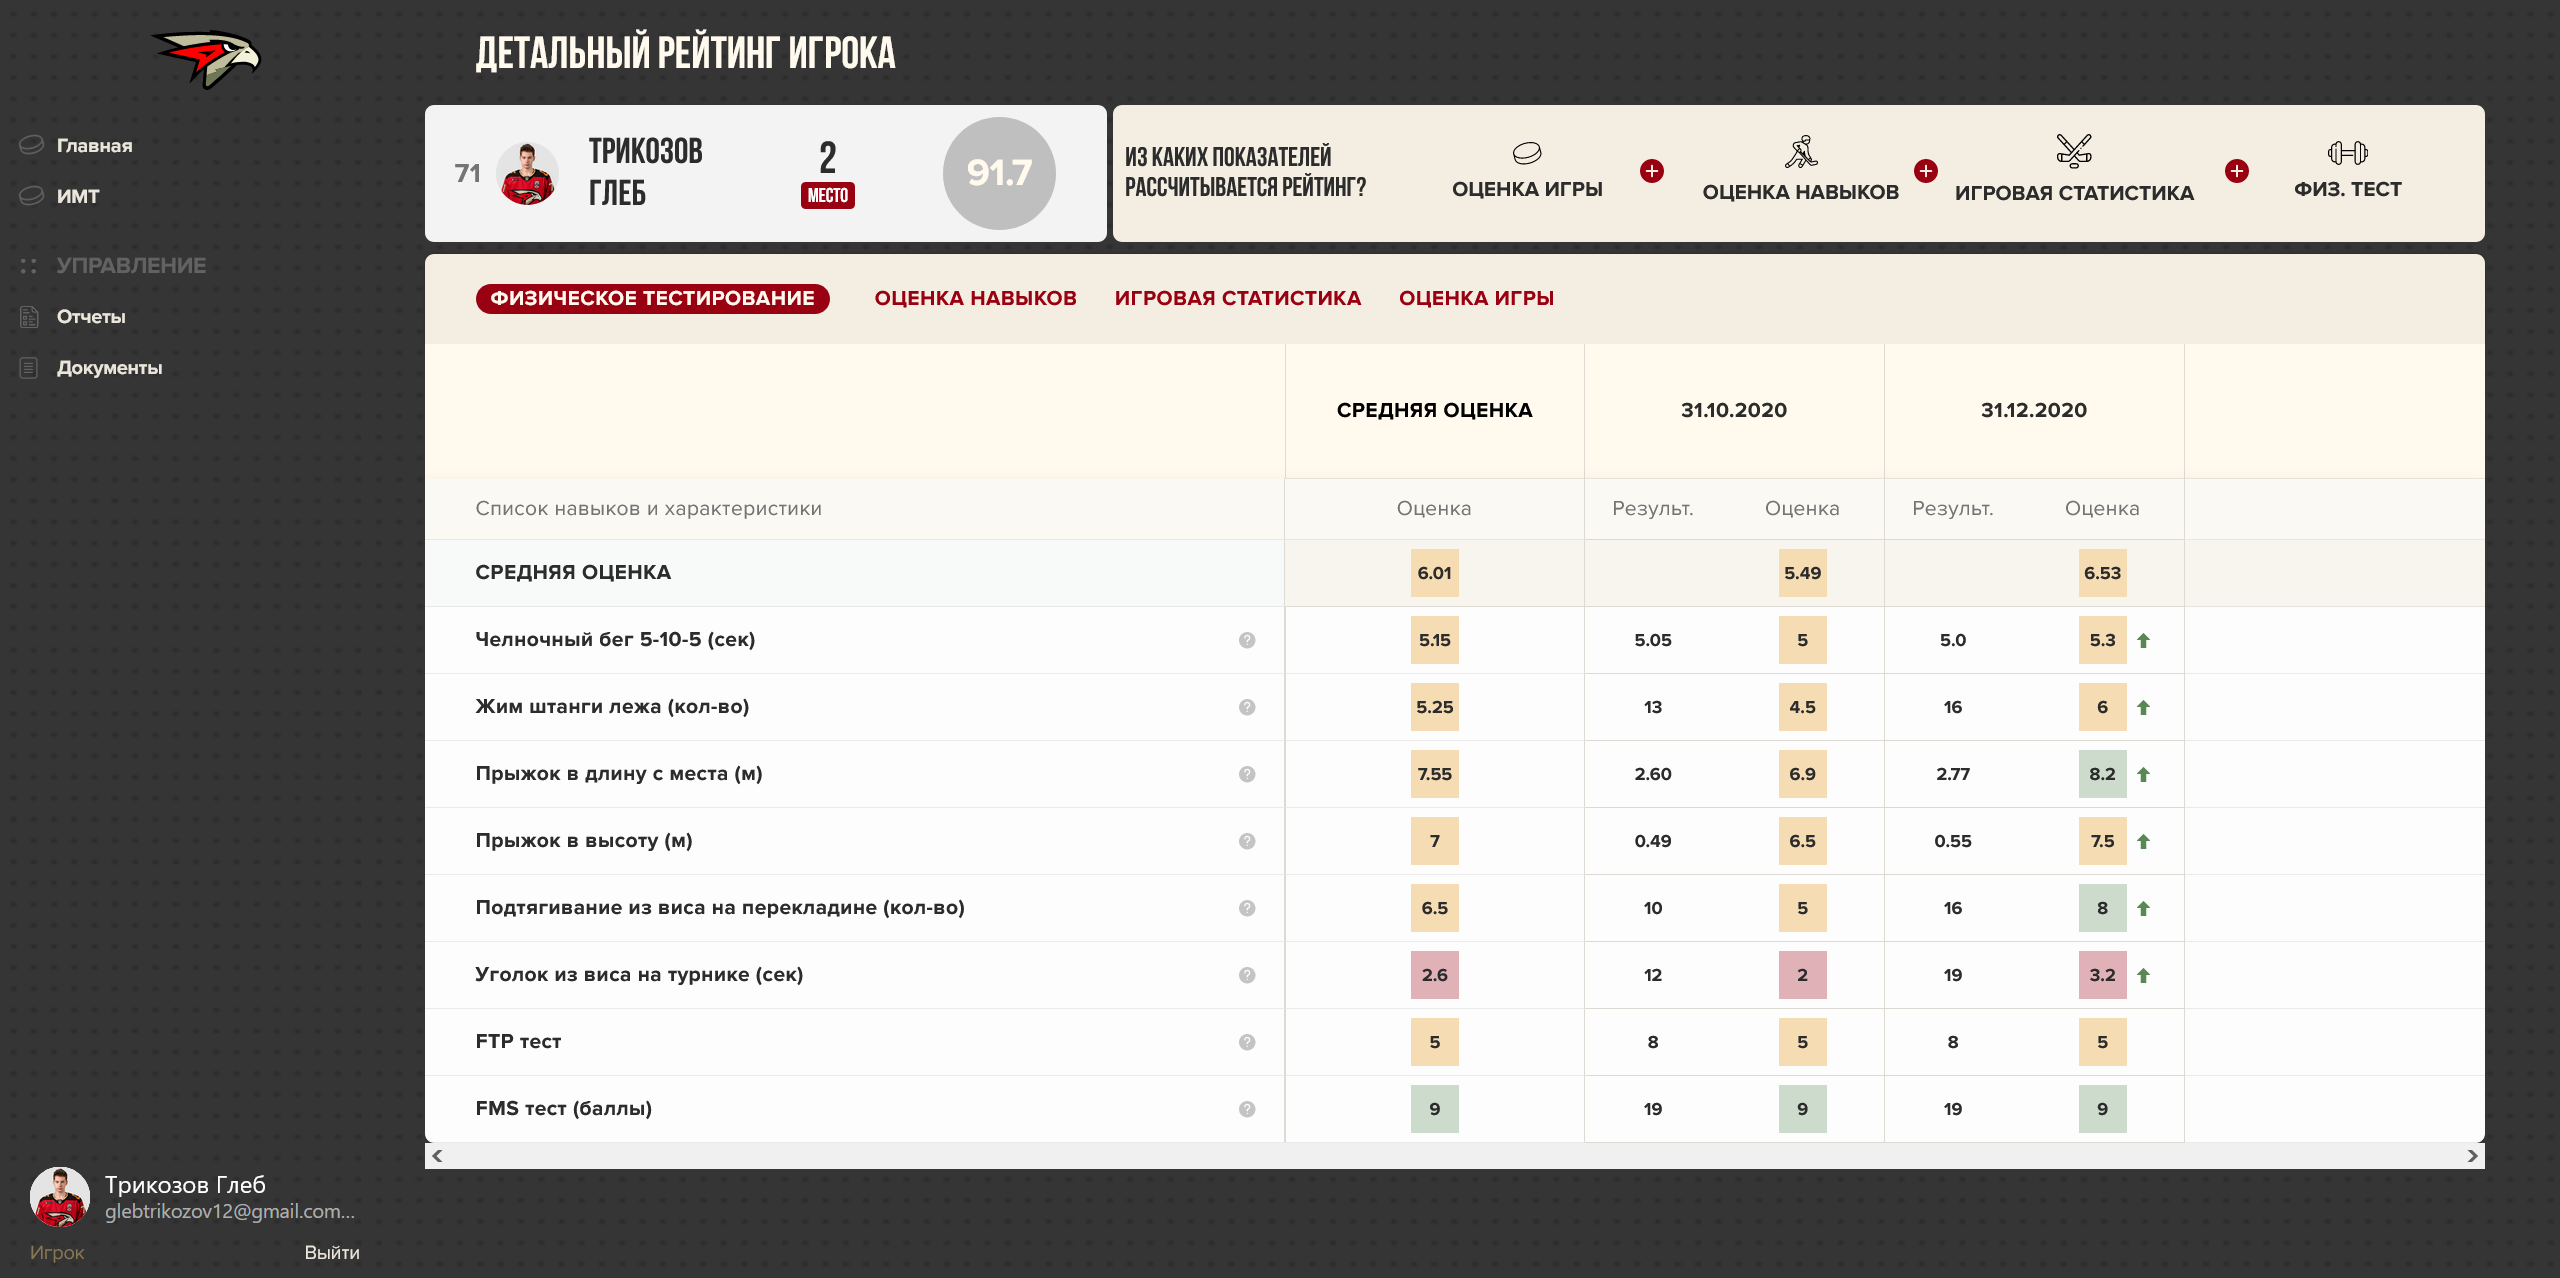 ДЕТАЛЬНЫЙ РЕЙТИНГ ИГРОКА
Главная
ИМТ
УПРАВЛЕНИЕ
Отчеты
Документы
71
ТРИКОЗОВ
ГЛЕБ
2
МЕСТО
91.7
ИЗ КАКИХ ПОКАЗАТЕЛЕЙ
РАССЧИТЫВАЕТСЯ РЕЙТИНГ?
ОЦЕНКА ИГРЫ
ОЦЕНКА НАВЫКОВ
ИГРОВАЯ СТАТИСТИКА
ФИЗ. ТЕСТ
ФИЗИЧЕСКОЕ ТЕСТИРОВАНИЕ ОЦЕНКА НАВЫКОВ ИГРОВАЯ СТАТИСТИКА ОЦЕНКА ИГРЫ
СРЕДНЯЯ ОЦЕНКА 31.10.2020 31.12.2020
Список навыков и характеристики Оценка Результ. Оценка Результ. Оценка
СРЕДНЯЯ ОЦЕНКА 6.01 5.49 6.53
Челночный бег 5-10-5 (сек) 5.15 5.05 5 5.0 5.3
Жим штанги лежа (кол-во) 5.25 13 4.5 16 6
Прыжок в длину с места (м) 7.55 2.60 6.9 2.77 8.2
Прыжок в высоту (м) 7 0.49 6.5 0.55 7.5
Подтягивание из виса на перекладине (кол-во) 6.5 10 5 16 8
Уголок из виса на турнике (сек) 2.6 12 2 19 3.2
FTP тест 5 8 5 8 5
FMS тест (баллы) 9 19 9 19 9
Трикозов Глеб
glebtrikozov12@gmail.com...
Игрок Выйти